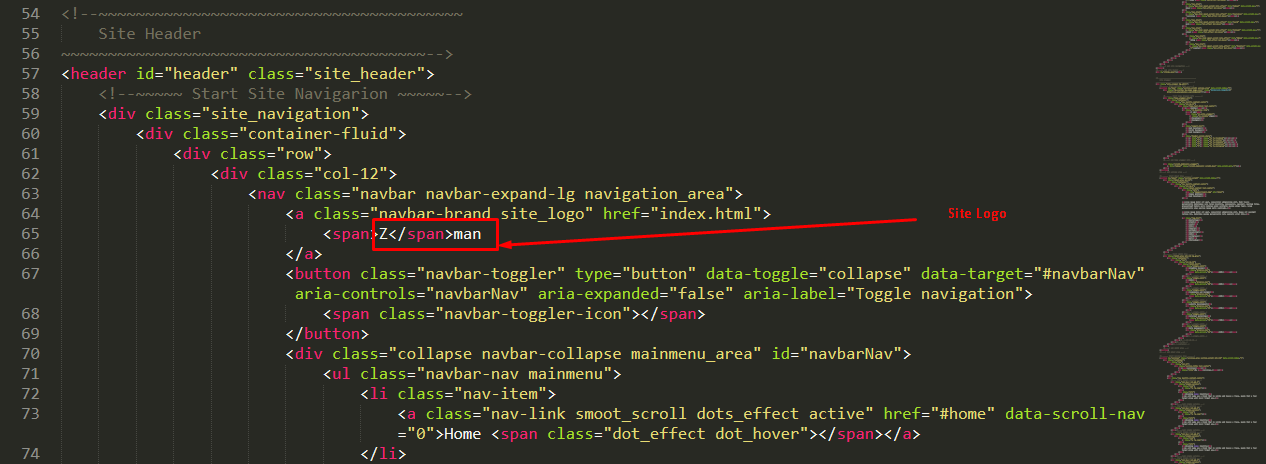 54 <!--~~~~~~~~~~~~~~~~~~~~~~~~~~~~~~~~~~~~~~~
55 Site Header
56 ~~~~~~~~~~~~~~~~~~~~~~~~~~~~~~~~~~~~~~~-->
57 <header id="header" class="site_header">
58 <!--~~~~~ Start Site Navigarion ~~~~~-->
59 <div class="site_navigation">
60 <div class="container-fluid">
61 <div class="row">
62 <div class="col-12">
63 <nav class="navbar navbar-expand-lg navigation_area">
64 <a class="navbar-brand site_logo" href="index.html">
Site Logo
65 <span>Z</span>man
66 </a>
67 <button class="navbar-toggler" type="button" data-toggle="collapse" data-target="#navbarNav"
aria-controls="navbarNav" aria-expanded="false" aria-label="Toggle navigation">
68 <span class="navbar-toggler-icon"></span>
69 </button>
70 <div class="collapse navbar-collapse mainmenu_area" id="navbarNav">
71 <ul class="navbar-nav mainmenu">
72 <li class="nav-item">
73 <a class="nav-link smoot_scroll dots_effect active" href="#home" data-scroll-nav
="0">Home <span class="dot_effect dot_hover"></span></a>
74 </li>